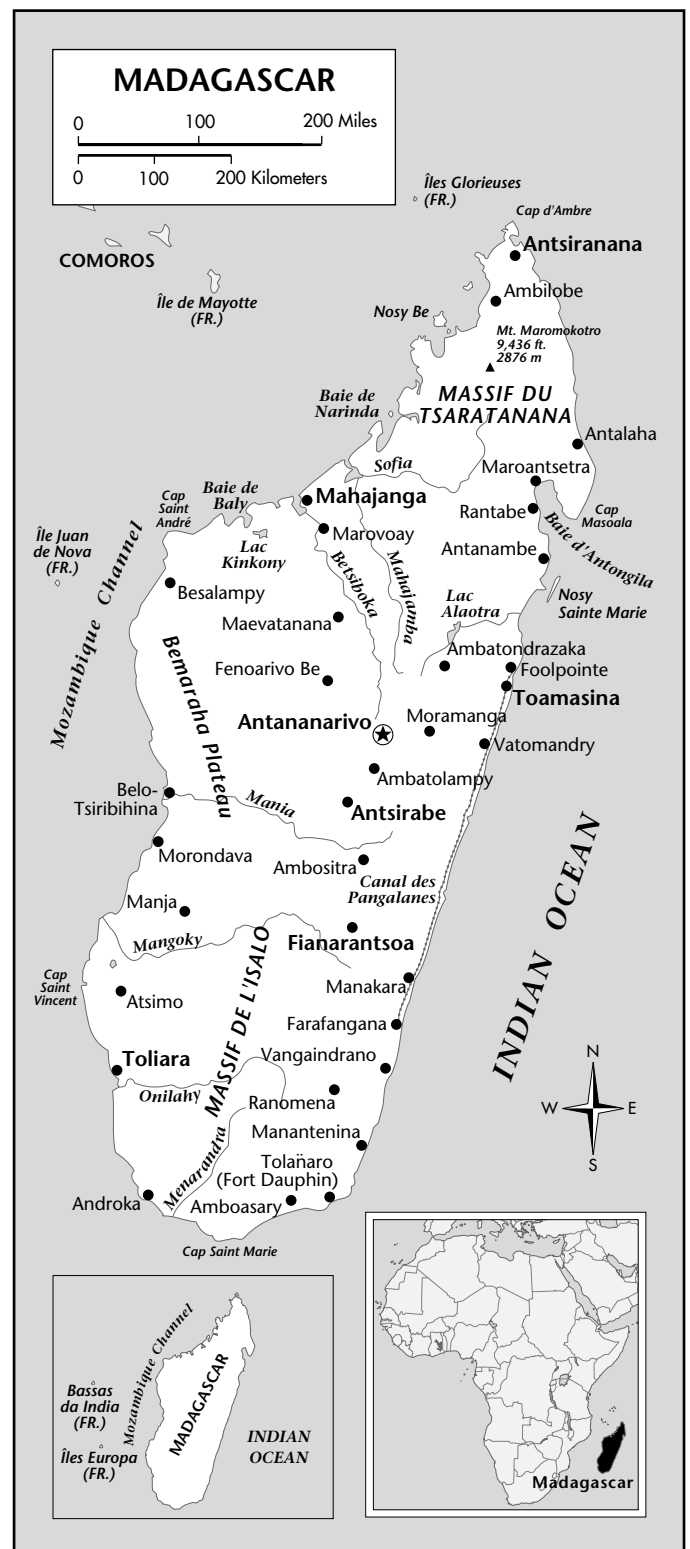 MADAGASCAR
0 100 200 Miles
0 100 200 Kilometers
Îles Glorieuses
(FR.)
Cap d'Ambre
Antsiranana
COMOROS
Île de Mayotte
(FR.)
Ambilobe
Nosy Be
Mt. Maromokotro
9,436 ft.
2876 m
MASSIF DU
TSARATANANA
Baie de
Narinda
Antalaha
Sofia
Maroantsetra
Cap
Saint
André
Baie de
Baly
Mahajanga
Rantabe
Cap
Masoala
Île Juan
de Nova
(FR.)
Marovoay
Lac
Kinkony
Antanambe
Baie d'Antongila
Mozambique Channel
Besalampy
Betsiboka
Mahajamba
Lac
Alaotra
Nosy
Sainte Marie
Maevatanana
Ambatondrazaka
Foolpointe
Bemaraha Plateau
Fenoarivo Be
Toamasina
Antananarivo
Moramanga
Vatomandry
Ambatolampy
Belo-
Tsiribihina
Mania
Antsirabe
Morondava
Ambositra
Canal des
Pangalanes
INDIAN OCEAN
Manja
Mangoky
Fianarantsoa
Cap
Saint
Vincent
Atsimo
MASSIF DE L'ISALO
Manakara
Farafangana
Toliara
Vangaindrano
Onilahy
Ranomena
N
W E
S
Manantenina
Menarandra
Tolan̈aro
(Fort Dauphin)
Androka
Amboasary
Cap Saint Marie
Mozambique Channel
MADAGASCAR
Bassas
da India
(FR.)
Îles Europa
(FR.)
INDIAN
OCEAN
Madagascar